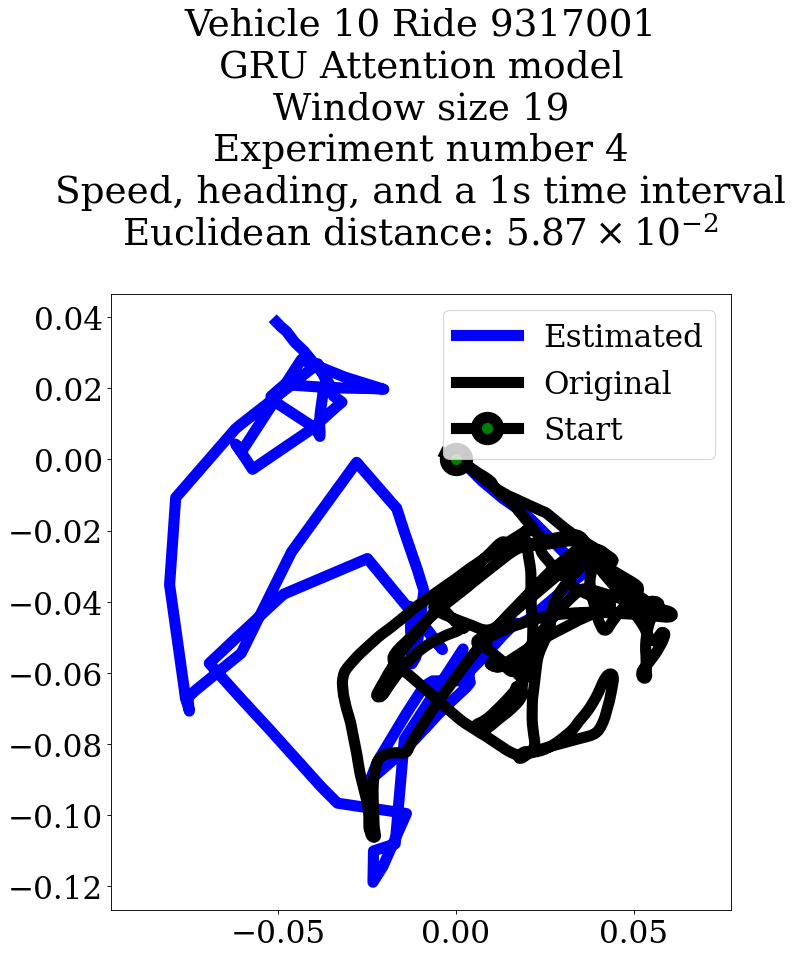 Vehicle 10 Ride 9317001
GRU Attention model
Window size 19
Experiment number 4
Speed, heading, and a 1s time interval
Euclidean distance: 5.87 × 10⁻²
Estimated
Original
Start
0.04
0.02
0.00
−0.02
−0.04
−0.06
−0.08
−0.10
−0.12
−0.05
0.00
0.05